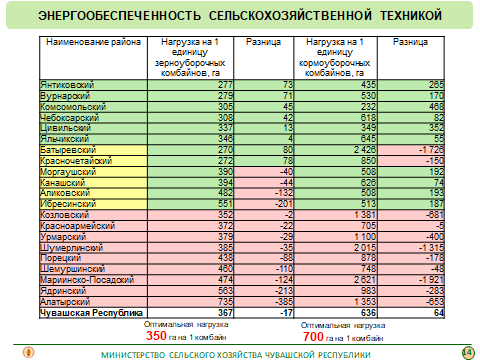 ЭНЕРГООБЕСПЕЧЕННОСТЬ СЕЛЬСКОХОЗЯЙСТВЕННОЙ ТЕХНИКОЙ
Наименование района Нагрузка на 1 единицу зерноуборочных комбайнов, га Разница Нагрузка на 1 единицу кормоуборочных комбайнов, га Разница
Янтиковский 277 73 435 265
Вурнарский 279 71 530 170
Комсомольский 305 45 232 468
Чебоксарский 308 42 618 82
Цивильский 337 13 349 352
Яльчикский 346 4 645 55
Батыревский 270 80 2 426 -1 726
Красночетайский 272 78 850 -150
Моргаушский 390 -40 508 192
Канашский 394 -44 626 74
Аликовский 482 -132 508 193
Ибресинский 551 -201 513 187
Козловский 352 -2 1 381 -681
Красноармейский 372 -22 705 -5
Урмарский 379 -29 1 100 -400
Шумерлинский 385 -35 2 015 -1 315
Порецкий 438 -88 878 -178
Шемуршинский 460 -110 748 -48
Мариинско-Посадский 474 -124 2 621 -1 921
Ядринский 563 -213 983 -283
Алатырский 735 -385 1 353 -653
Чувашская Республика 367 -17 636 64
Оптимальная нагрузка
350 га на 1 комбайн
Оптимальная нагрузка
700 га на 1 комбайн
МИНИСТЕРСТВО СЕЛЬСКОГО ХОЗЯЙСТВА ЧУВАШСКОЙ РЕСПУБЛИКИ
14